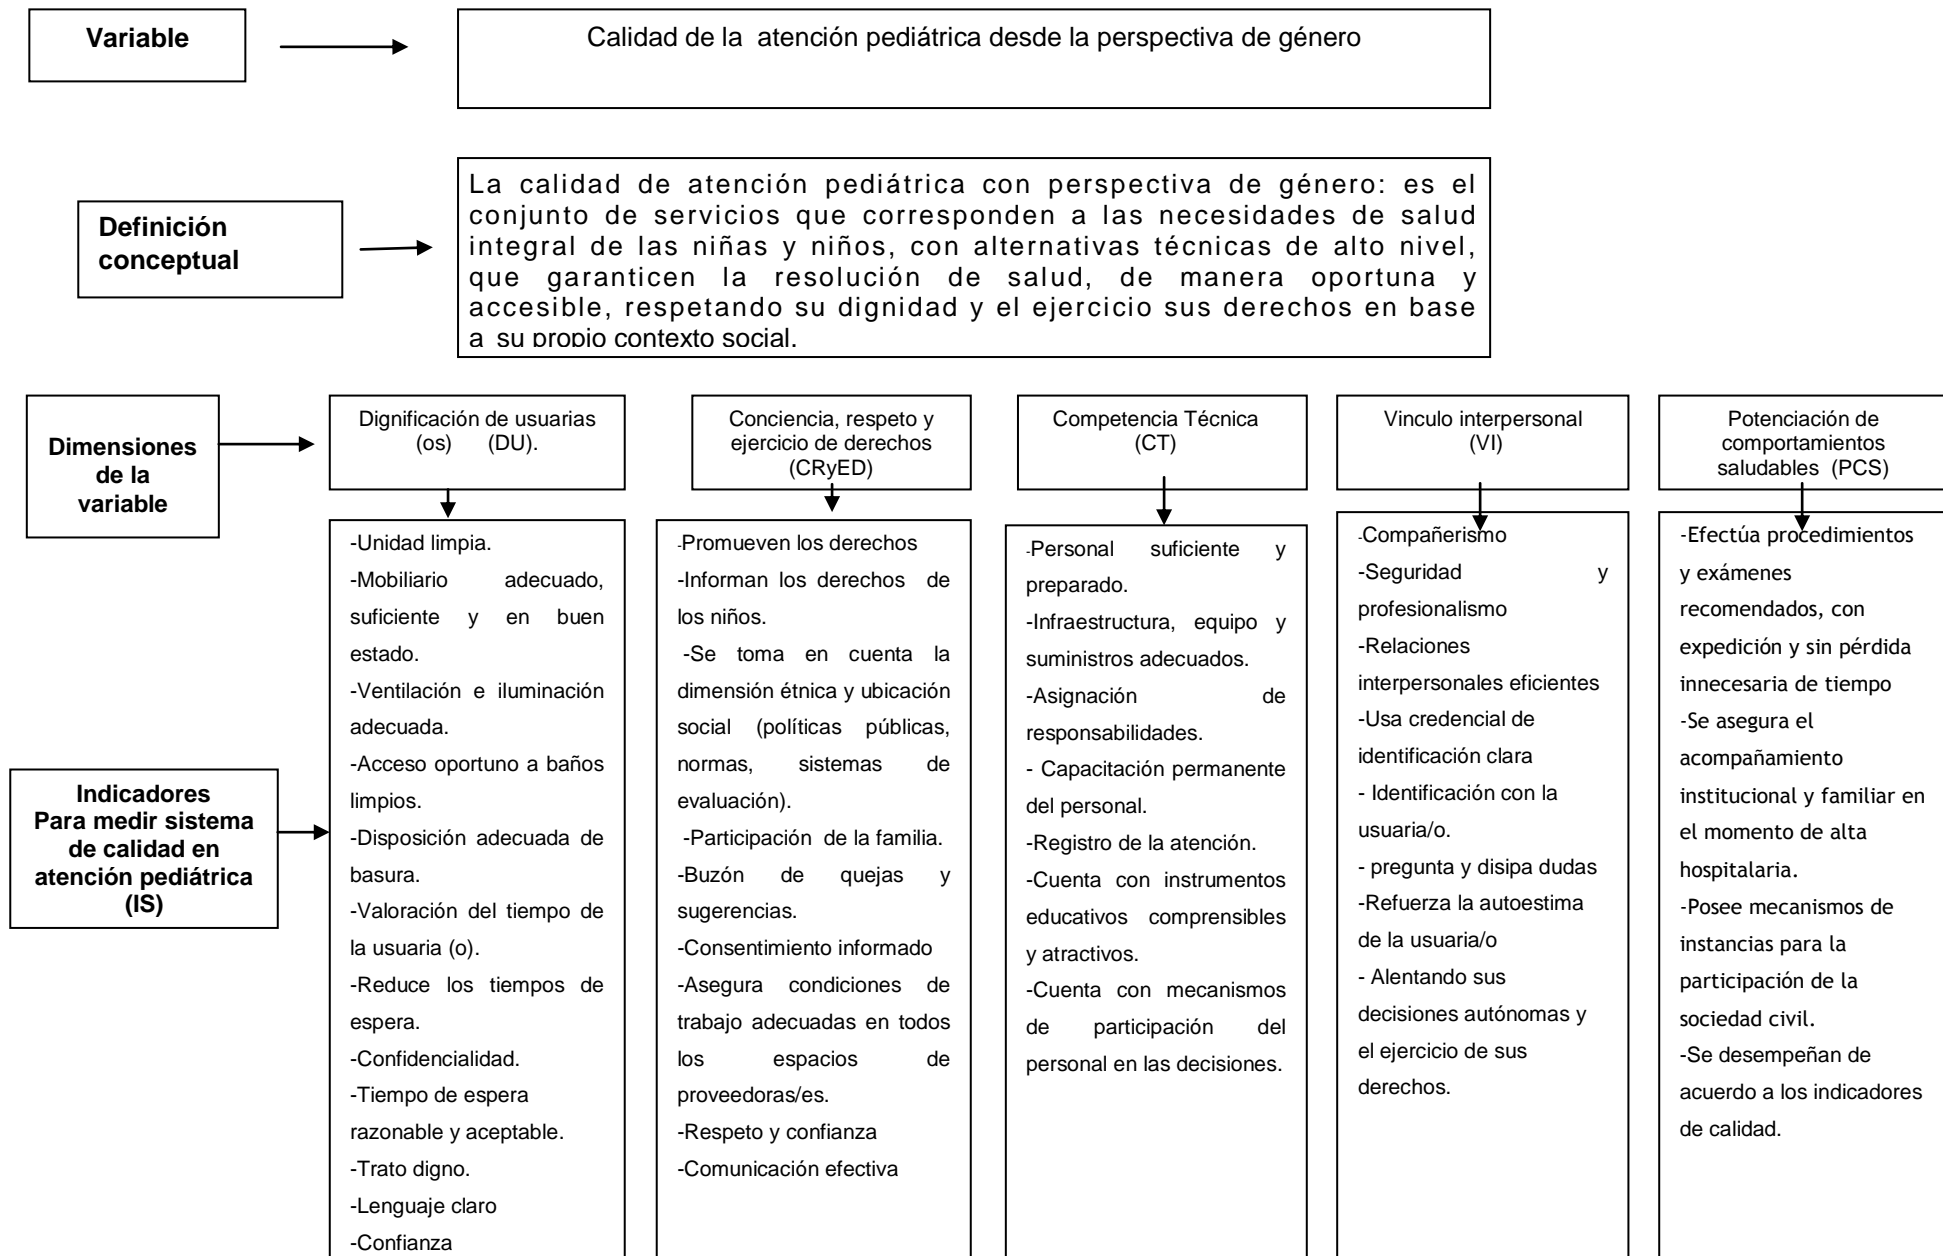 Variable
Calidad de la atención pediátrica desde la perspectiva de género
Definición
conceptual
La calidad de atención pediátrica con perspectiva de género: es el
conjunto de servicios que corresponden a las necesidades de salud
integral de las niñas y niños, con alternativas técnicas de alto nivel,
que garanticen la resolución de salud, de manera oportuna y
accesible, respetando su dignidad y el ejercicio sus derechos en base
a su propio contexto social.
Dimensiones
de la
variable
Dignificación de usuarias
(os) (DU).
Conciencia, respeto y
ejercicio de derechos
(CRyED)
Competencia Técnica
(CT)
Vinculo interpersonal
(VI)
Potenciación de
comportamientos
saludables (PCS)
Indicadores
Para medir sistema
de calidad en
atención pediátrica
(IS)
-Unidad limpia.
-Mobiliario adecuado,
suficiente y en buen
estado.
-Ventilación e iluminación
adecuada.
-Acceso oportuno a baños
limpios.
-Disposición adecuada de
basura.
-Valoración del tiempo de
la usuaria (o).
-Reduce los tiempos de
espera.
-Confidencialidad.
-Tiempo de espera
razonable y aceptable.
-Trato digno.
-Lenguaje claro
-Confianza
-Promueven los derechos
-Informan los derechos de
los niños.
-Se toma en cuenta la
dimensión étnica y ubicación
social (políticas públicas,
normas, sistemas de
evaluación).
-Participación de la familia.
-Buzón de quejas y
sugerencias.
-Consentimiento informado
-Asegura condiciones de
trabajo adecuadas en todos
los espacios de
proveedoras/es.
-Respeto y confianza
-Comunicación efectiva
-Personal suficiente y
preparado.
-Infraestructura, equipo y
suministros adecuados.
-Asignación de
responsabilidades.
- Capacitación permanente
del personal.
-Registro de la atención.
-Cuenta con instrumentos
educativos comprensibles
y atractivos.
-Cuenta con mecanismos
de participación del
personal en las decisiones.
-Compañerismo
-Seguridad y
profesionalismo
-Relaciones
interpersonales eficientes
-Usa credencial de
identificación clara
- Identificación con la
usuaria/o.
- pregunta y disipa dudas
-Refuerza la autoestima
de la usuaria/o
- Alentando sus
decisiones autónomas y
el ejercicio de sus
derechos.
-Efectúa procedimientos
y exámenes
recomendados, con
expedición y sin pérdida
innecesaria de tiempo
-Se asegura el
acompañamiento
institucional y familiar en
el momento de alta
hospitalaria.
-Posee mecanismos de
instancias para la
participación de la
sociedad civil.
-Se desempeñan de
acuerdo a los indicadores
de calidad.